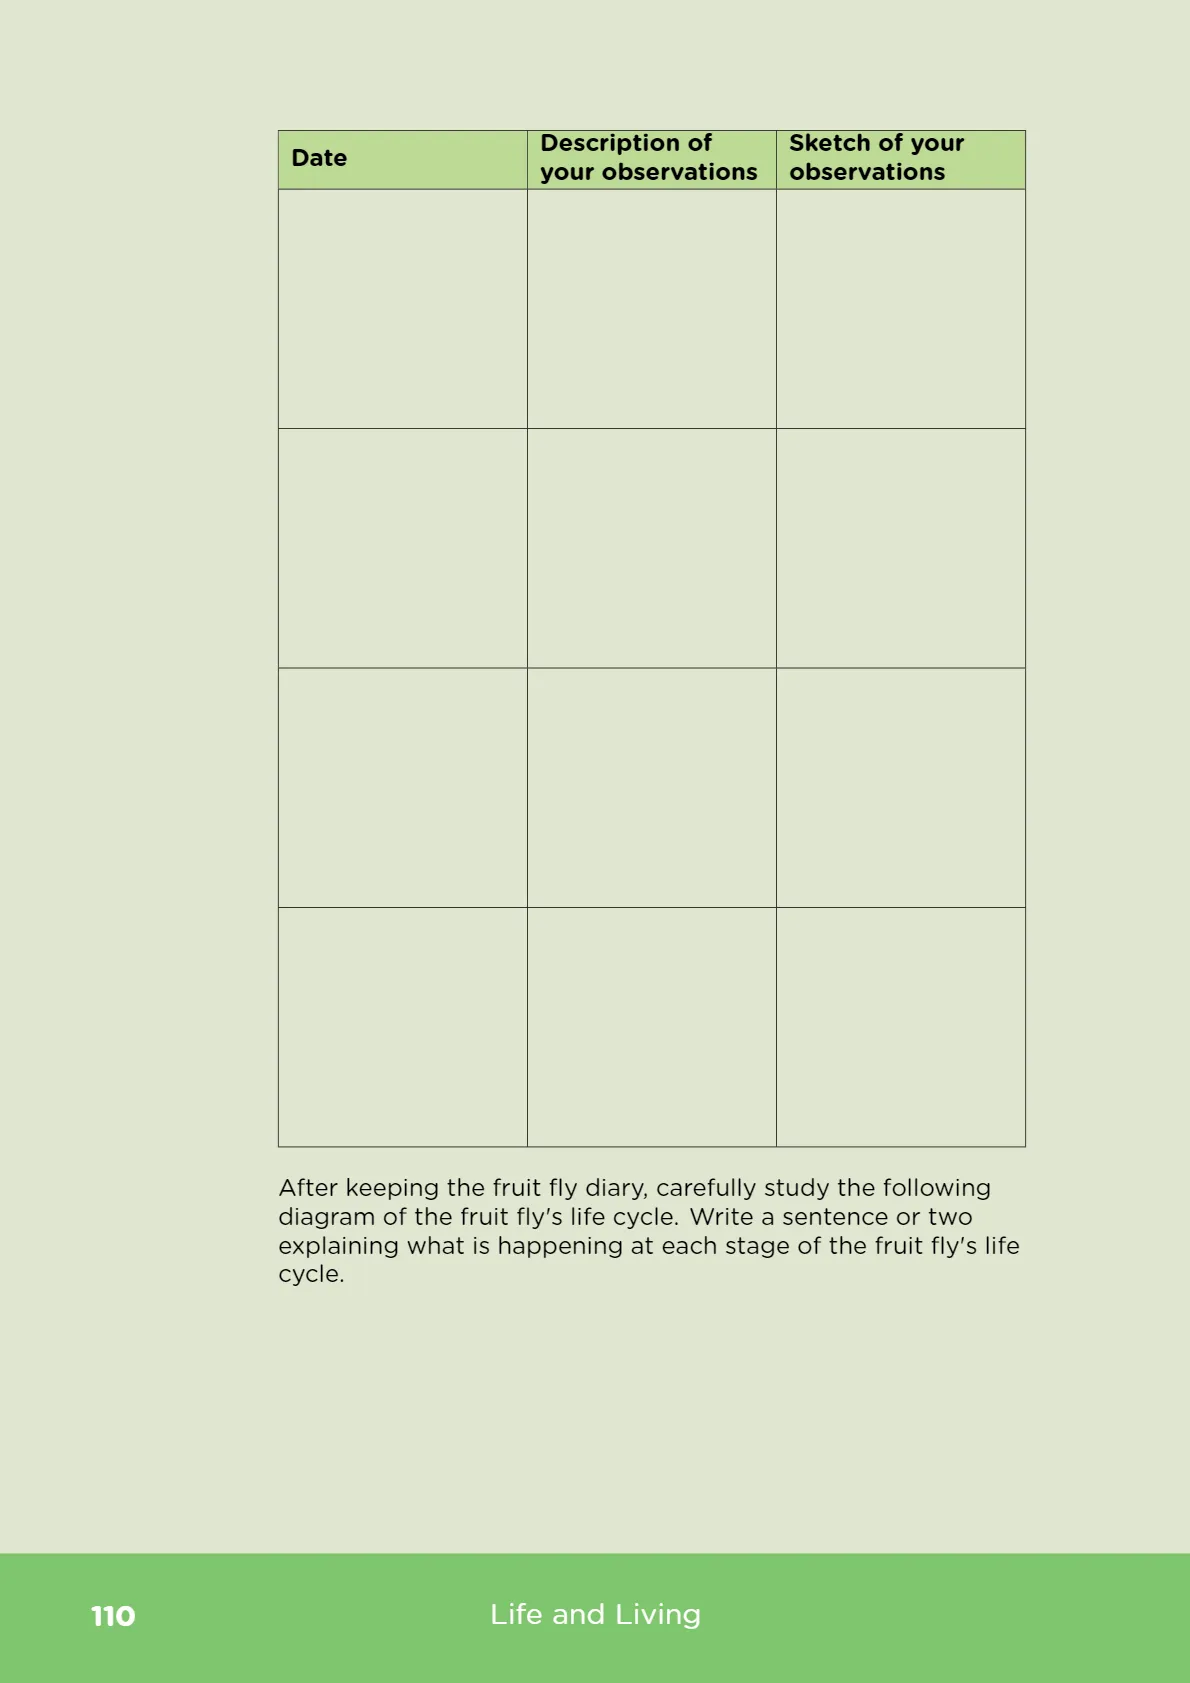 Date
Description of
your observations
Sketch of your
observations
After keeping the fruit fly diary, carefully study the following
diagram of the fruit fly's life cycle. Write a sentence or two
explaining what is happening at each stage of the fruit fly's life
cycle.
110
Life and Living